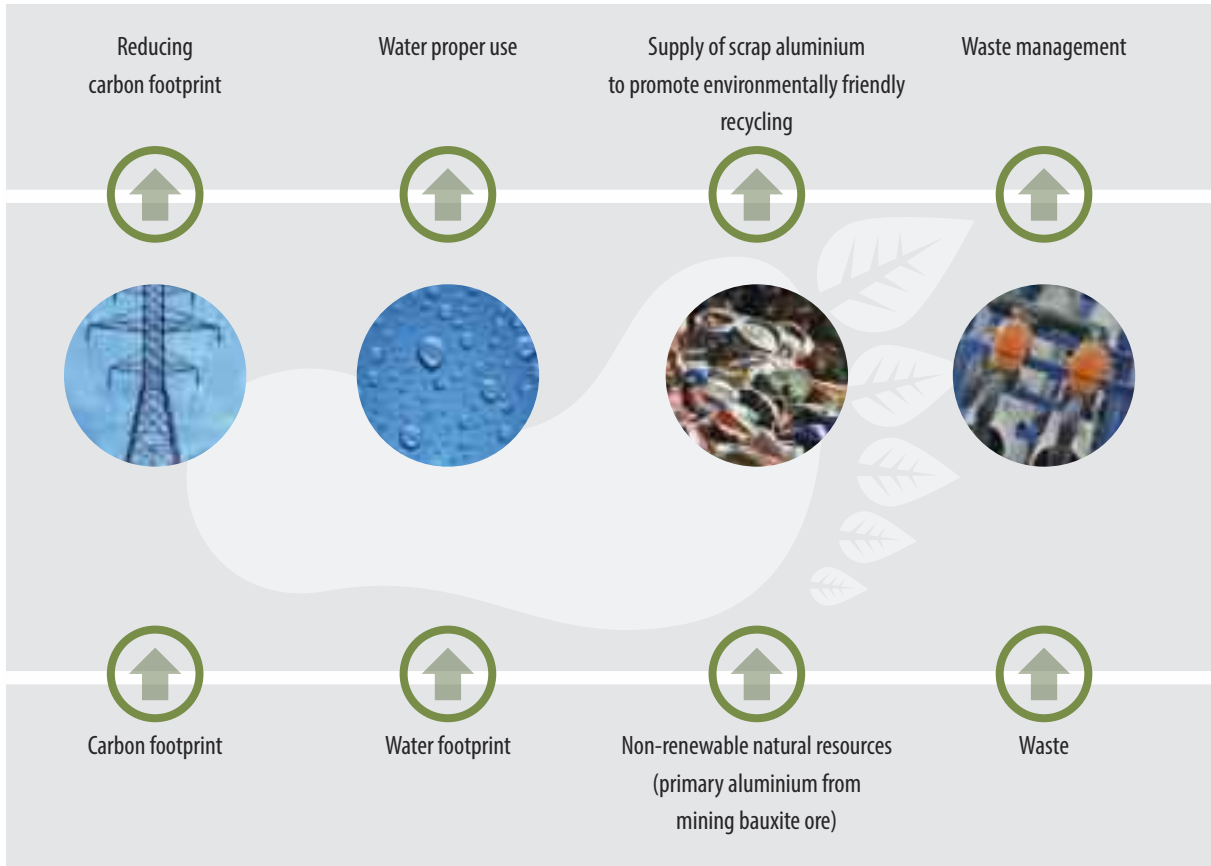 Reducing
carbon footprint
Water proper use
Supply of scrap aluminium
to promote environmentally friendly
recycling
Waste management
Carbon footprint
Water footprint
Non-renewable natural resources
(primary aluminium from
mining bauxite ore)
Waste